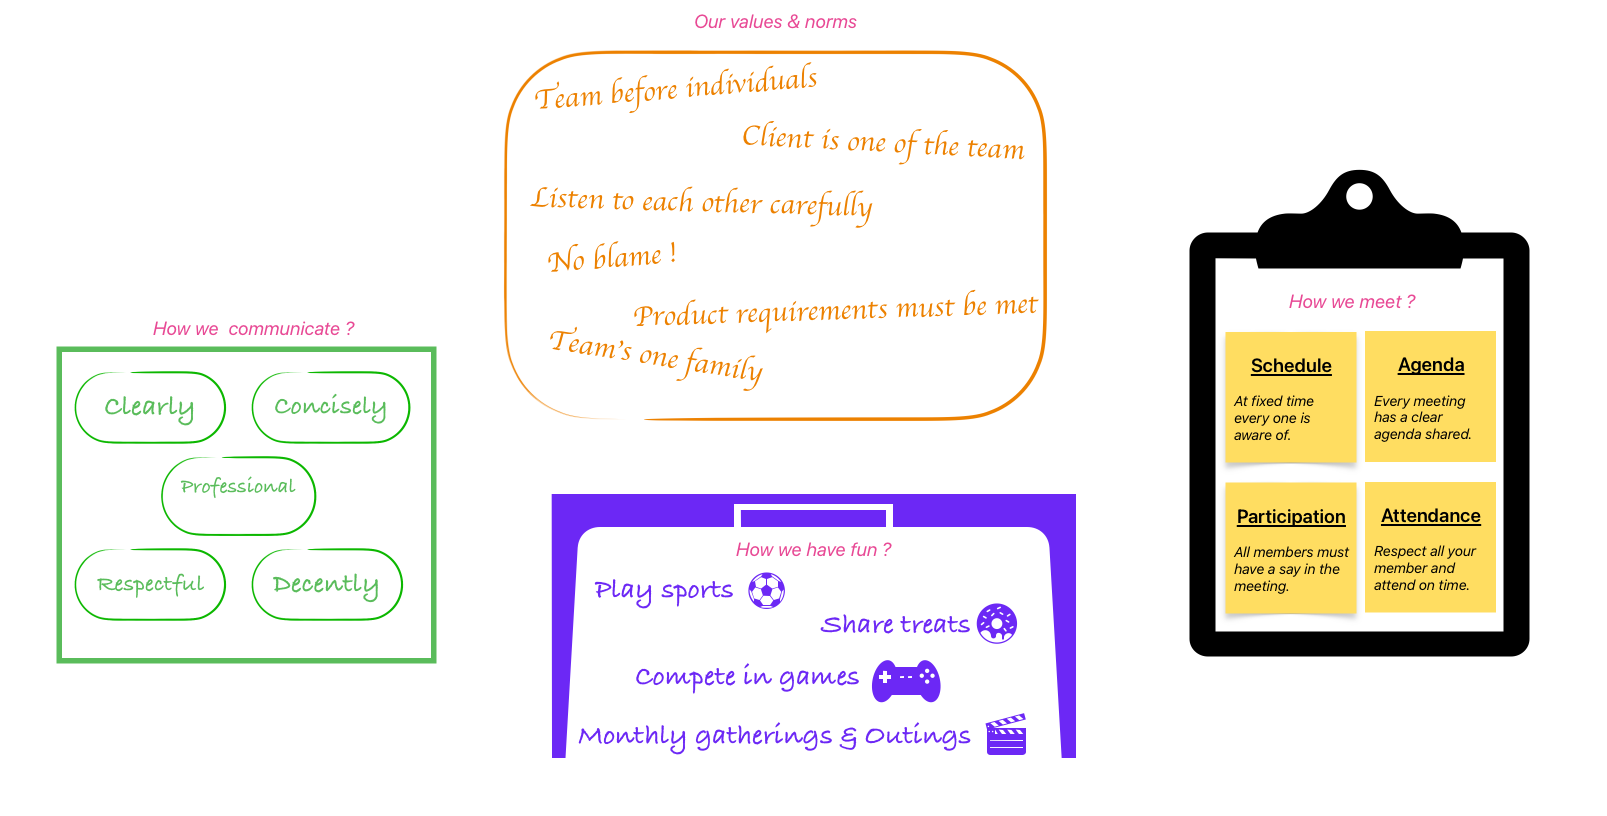 Our values & norms
Team before individuals
Client is one of the team
Listen to each other carefully
No blame !
Product requirements must be met
Team's one family
How we  communicate ?
Clearly
Concisely
Professional
Respectful
Decently
How we have fun ?
Play sports
Share treats
Compete in games
Monthly gatherings & Outings
How we meet ?
Schedule
At fixed time
every one is
aware of.
Agenda
Every meeting
has a clear
agenda shared.
Participation
All members must
have a say in the
meeting.
Attendance
Respect all your
member and
attend on time.